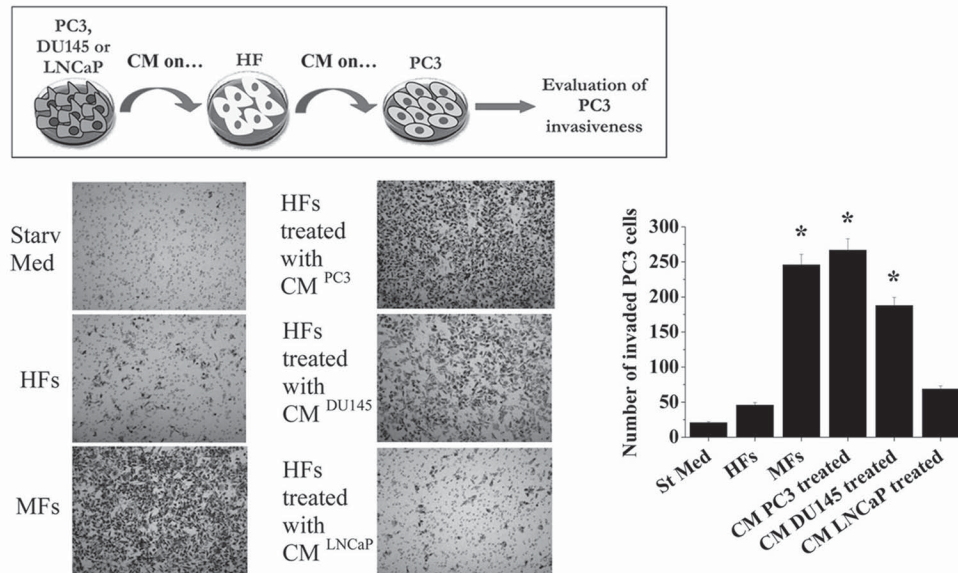 PC3,
DU145 or
LNCaP
CM on...
HF
CM on...
PC3
Evaluation of
PC3
invasiveness
Starv
Med
HFs
MFs
HFs
treated
with
CM PC3
HFs
treated
with
CM DU145
HFs
treated
with
CM LNCaP
Number of invaded PC3 cells
300
250
200
150
100
50
0
*
*
*
St Med
HFs
MFs
CM PC3 treated
CM DU145 treated
CM LNCaP treated